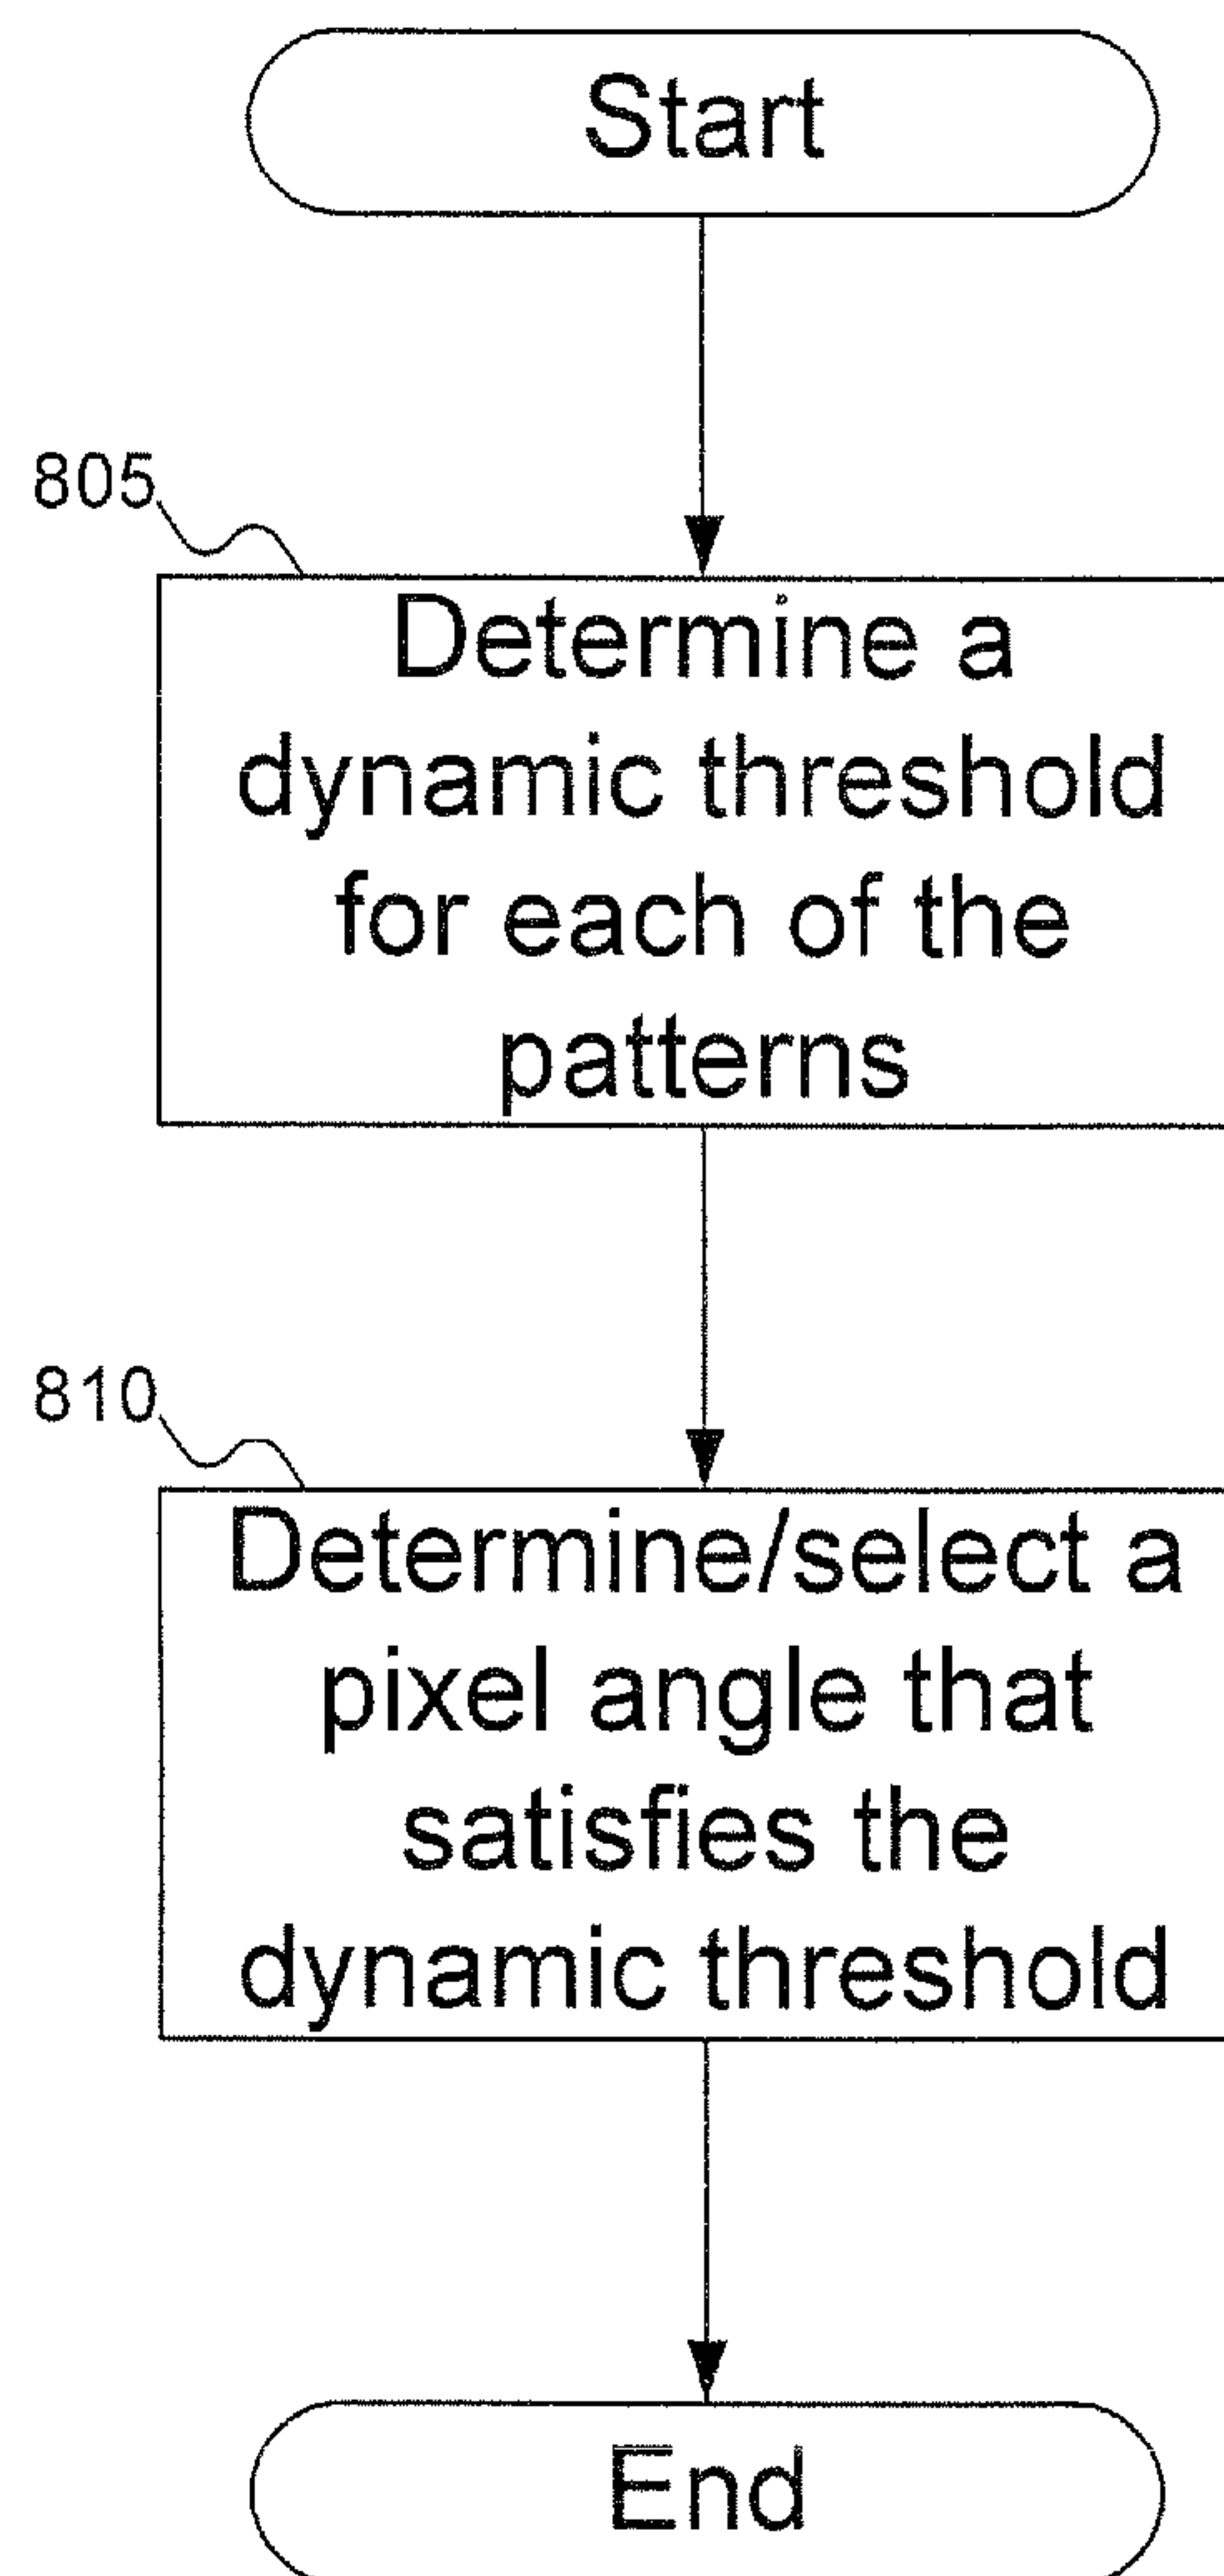 Start
805
Determine a
dynamic threshold
for each of the
patterns
810
Determine/select a
pixel angle that
satisfies the
dynamic threshold
End